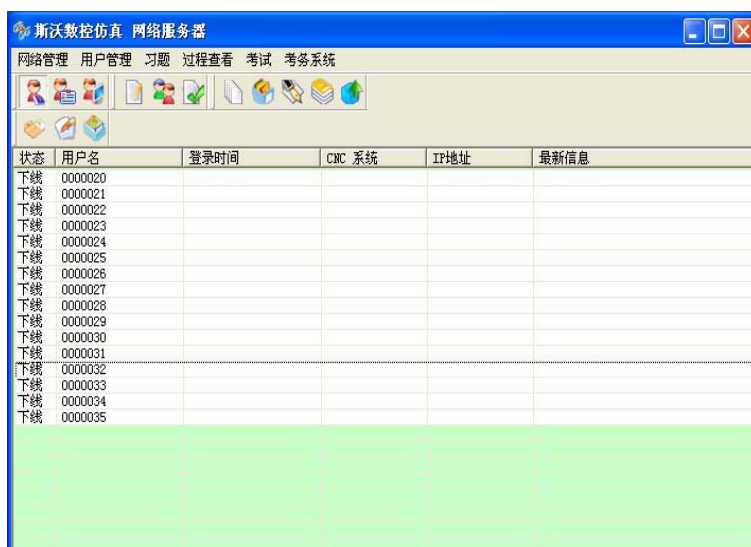 斯沃数控仿真 网络服务器
网络管理 用户管理 习题 过程查看 考试 考务系统
状态 用户名 登录时间 CNC 系统 IP地址 最新信息
下线 0000020
下线 0000021
下线 0000022
下线 0000023
下线 0000024
下线 0000025
下线 0000026
下线 0000027
下线 0000028
下线 0000029
下线 0000030
下线 0000031
下线 0000032
下线 0000033
下线 0000034
下线 0000035